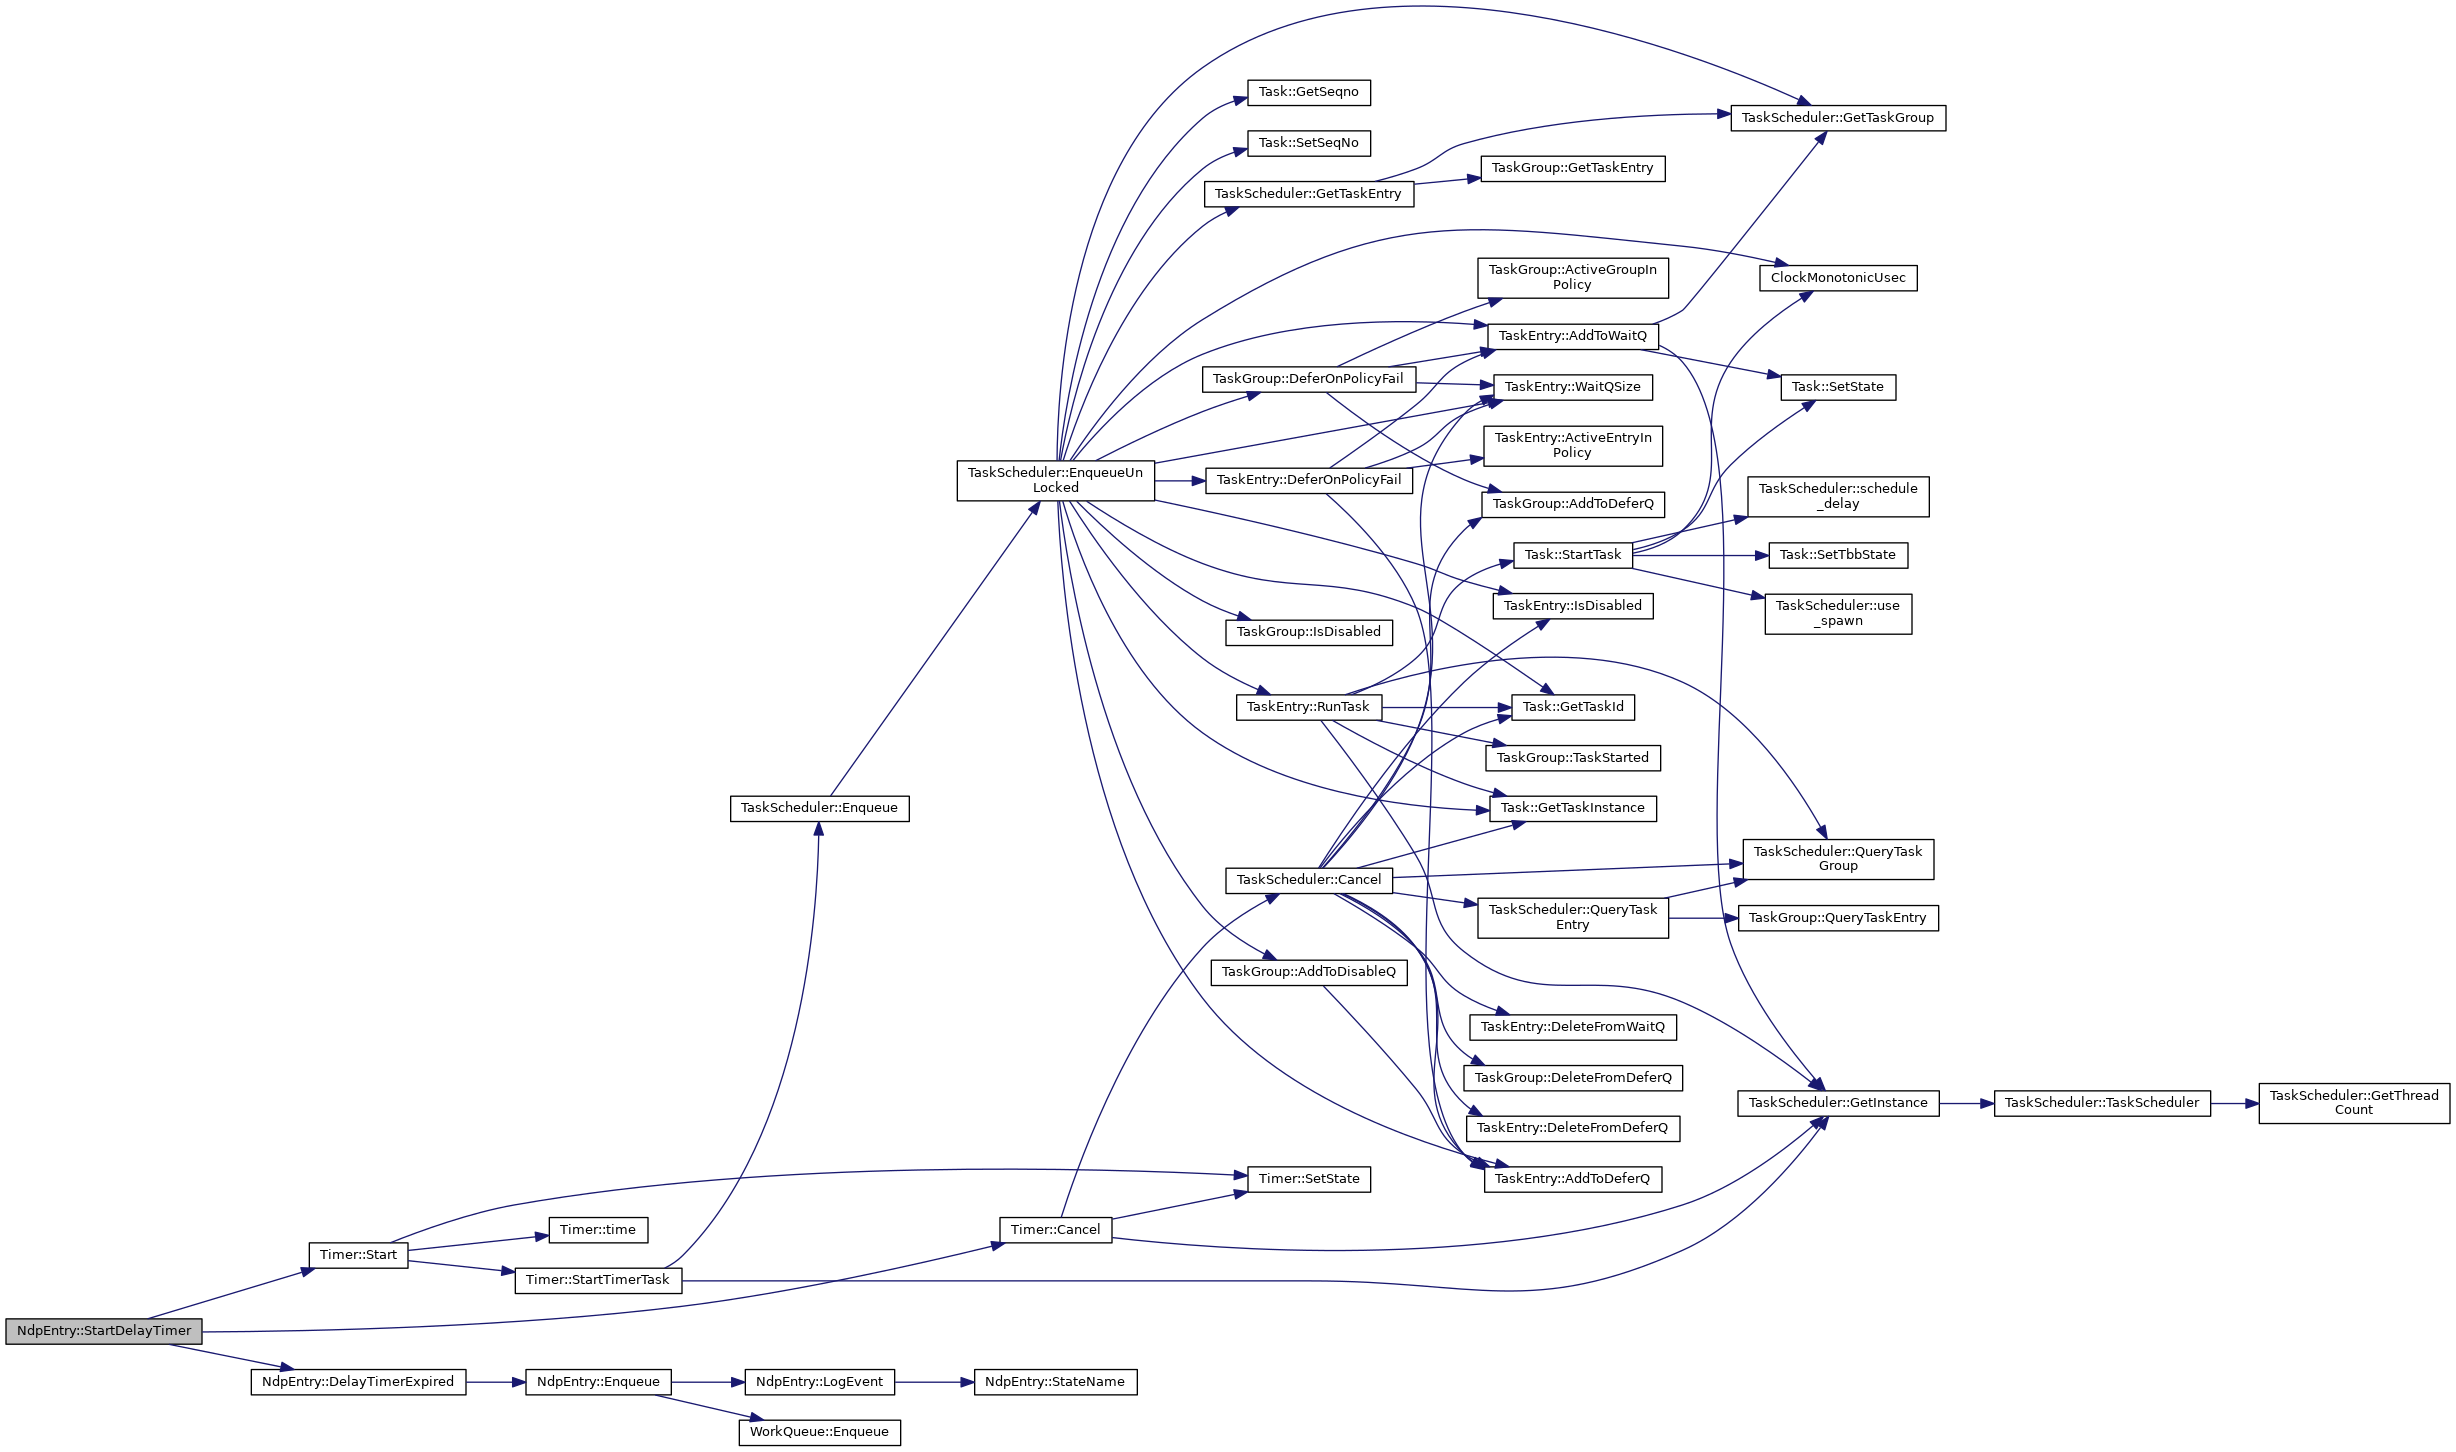 Task::GetSeqno
TaskScheduler::GetTaskGroup
Task::SetSeqNo
TaskGroup::GetTaskEntry
TaskScheduler::GetTaskEntry
TaskGroup::ActiveGroupIn
Policy
ClockMonotonicUsec
TaskEntry::AddToWaitQ
TaskGroup::DeferOnPolicyFail
TaskEntry::WaitQSize
Task::SetState
TaskEntry::ActiveEntryIn
Policy
TaskScheduler::EnqueueUn
Locked
TaskEntry::DeferOnPolicyFail
TaskGroup::AddToDeferQ
TaskScheduler::schedule
_delay
Task::StartTask
Task::SetTbbState
TaskEntry::IsDisabled
TaskScheduler::use
_spawn
TaskGroup::IsDisabled
TaskEntry::RunTask
Task::GetTaskId
TaskGroup::TaskStarted
TaskScheduler::Enqueue
Task::GetTaskInstance
TaskScheduler::QueryTask
Group
TaskScheduler::Cancel
TaskScheduler::QueryTask
Entry
TaskGroup::QueryTaskEntry
TaskGroup::AddToDisableQ
TaskEntry::DeleteFromWaitQ
TaskGroup::DeleteFromDeferQ
TaskScheduler::GetInstance
TaskScheduler::TaskScheduler
TaskScheduler::GetThread
Count
TaskEntry::DeleteFromDeferQ
Timer::SetState
TaskEntry::AddToDeferQ
Timer::time
Timer::Cancel
Timer::Start
Timer::StartTimerTask
NdpEntry::StartDelayTimer
NdpEntry::DelayTimerExpired
NdpEntry::Enqueue
NdpEntry::LogEvent
NdpEntry::StateName
WorkQueue::Enqueue